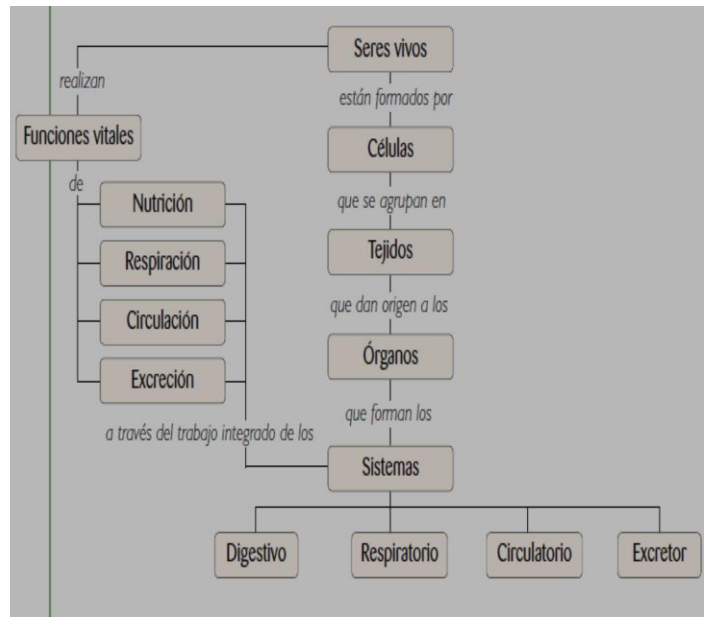 Seres vivos
realizan
están formados por
Funciones vitales
Células
de
que se agrupan en
Nutrición
Tejidos
Respiración
que dan origen a los
Circulación
Órganos
Excreción
que forman los
a través del trabajo integrado de los
Sistemas
Digestivo
Respiratorio
Circulatorio
Excretor